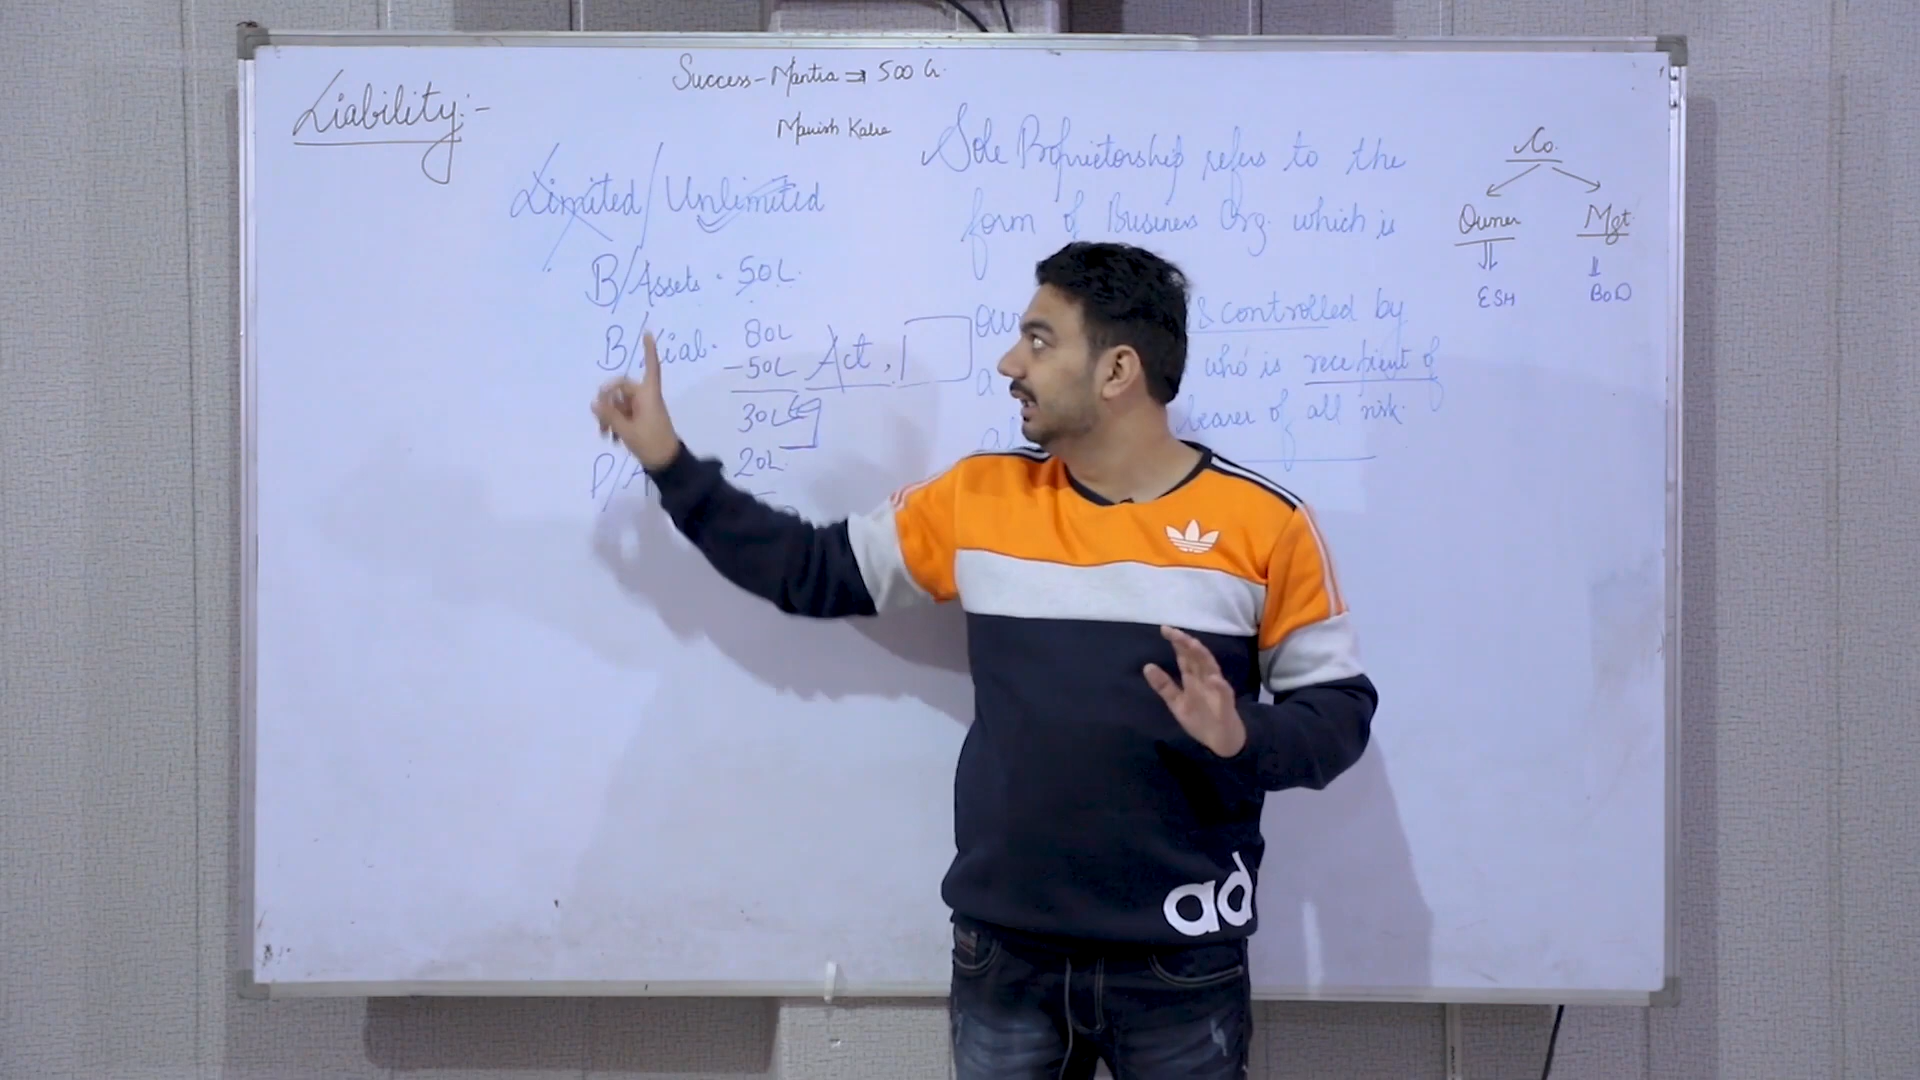 Liability:-
Success-Mantra ⇒ 500 Cr.
Manish Kalra
Limited/Unlimited
B/Assets - 50L.
B/Liab. 80L
-50L
30L
P/A 20L
Act,
Sole Proprietorship refers to the
form of Business Org. which is
& controlled by
a who is recipient of
bearer of all risk.
Co.
Owner Mgt.
ESH BOD
ad